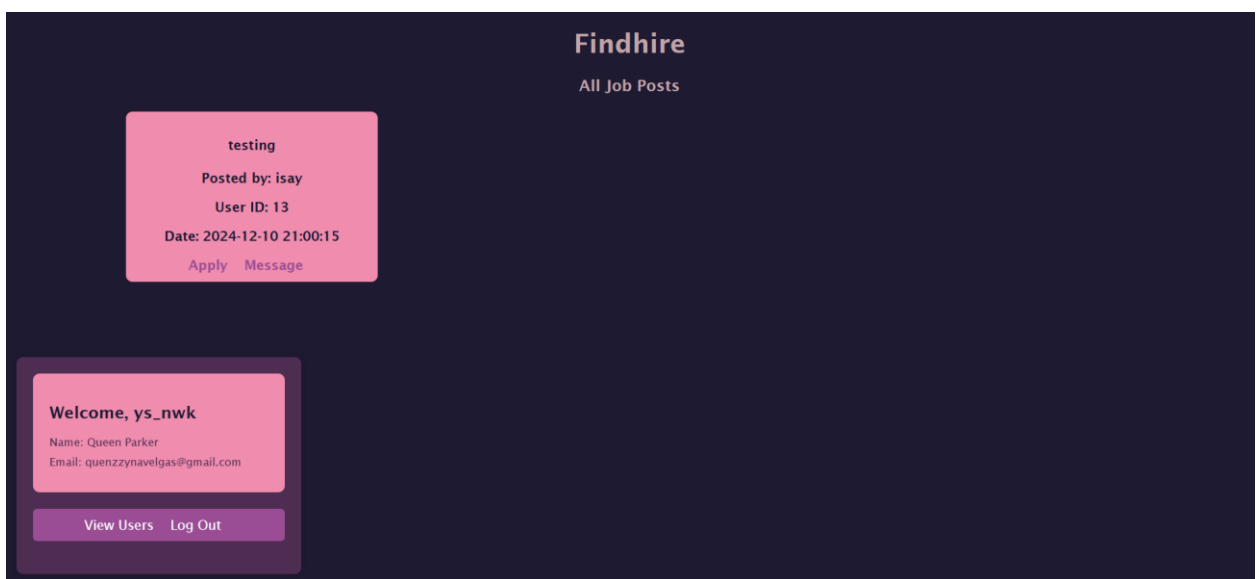 Findhire
All Job Posts
testing
Posted by: isay
User ID: 13
Date: 2024-12-10 21:00:15
Apply Message
Welcome, ys_nwk
Name: Queen Parker
Email: quenzzynavelgas@gmail.com
View Users Log Out